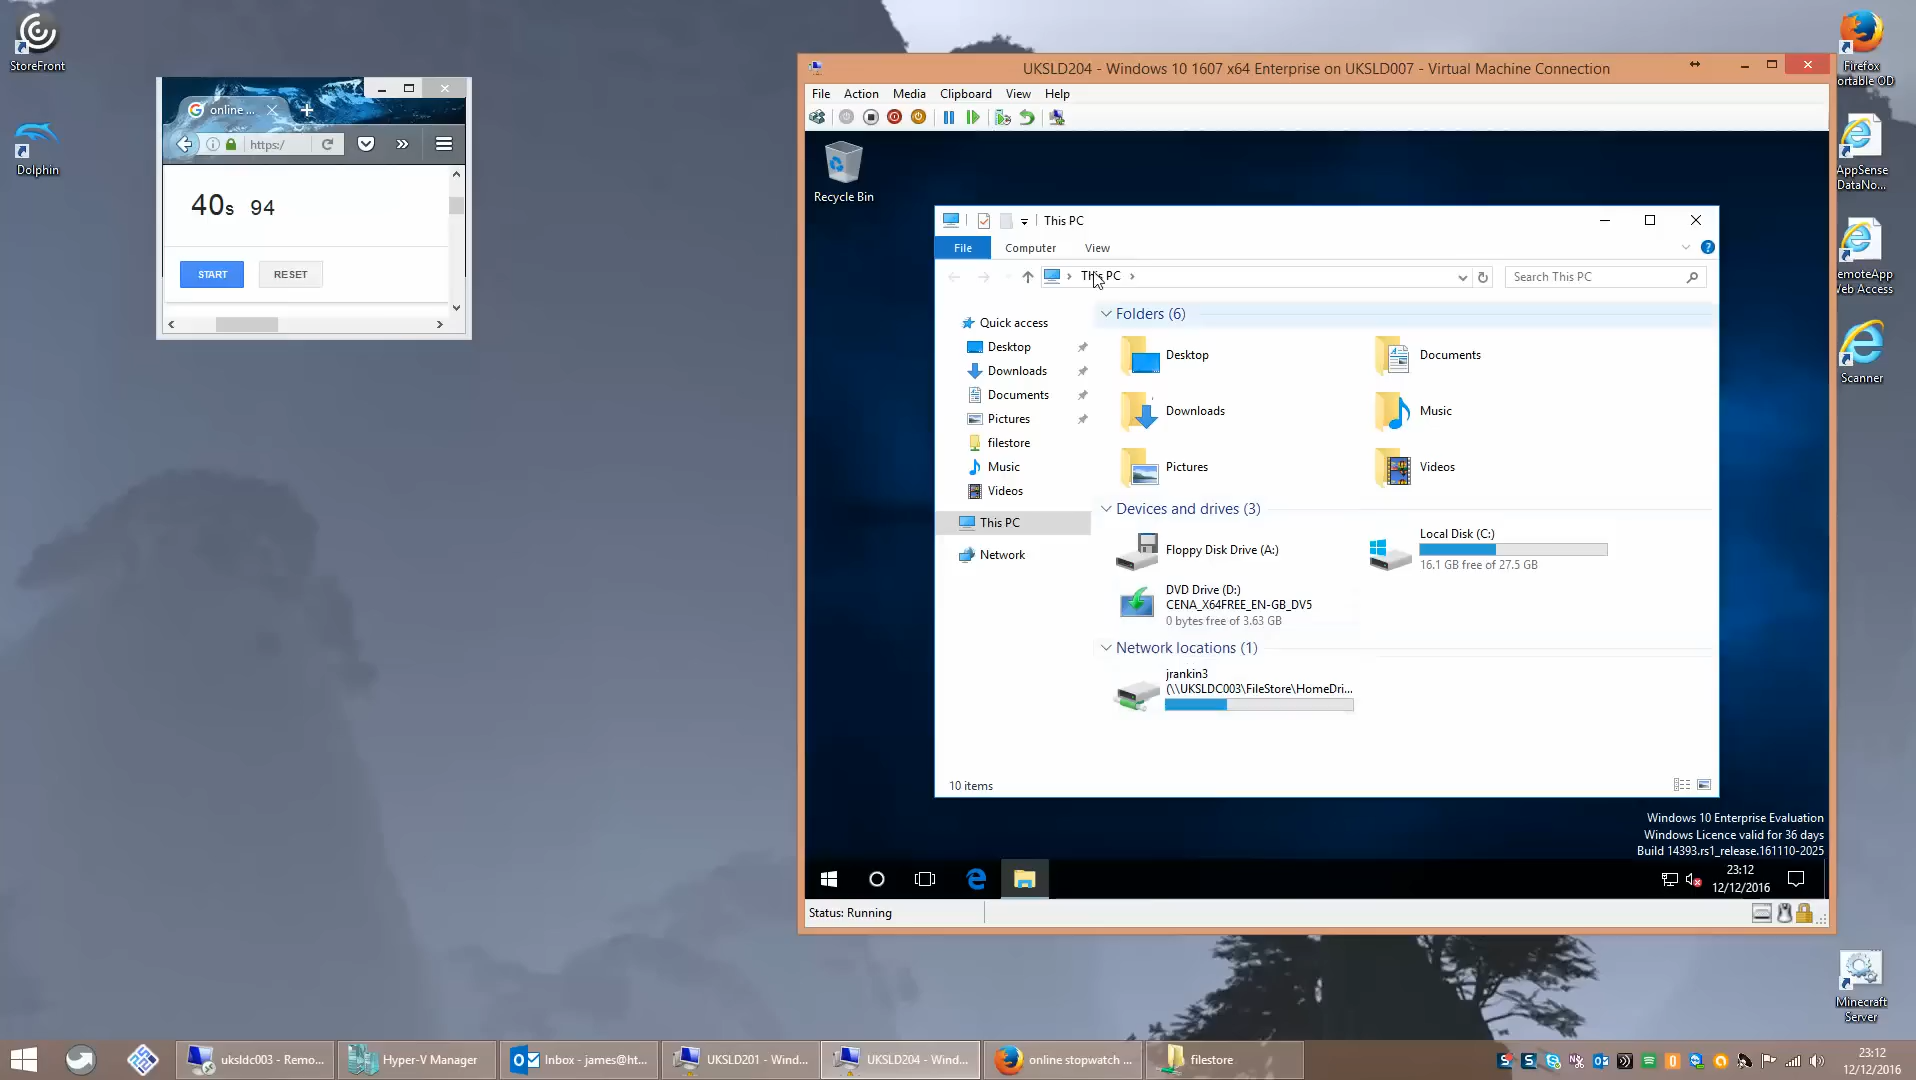 StoreFront
Dolphin
online ...
https:/
40s 94
START
RESET
UKSLD204 - Windows 10 1607 x64 Enterprise on UKSLD007 - Virtual Machine Connection
File Action Media Clipboard View Help
Recycle Bin
This PC
File Computer View
This PC
Search This PC
Quick access
Desktop
Downloads
Documents
Pictures
filestore
Music
Videos
This PC
Network
Folders (6)
Desktop
Documents
Downloads
Music
Pictures
Videos
Devices and drives (3)
Floppy Disk Drive (A:)
Local Disk (C:)
16.1 GB free of 27.5 GB
DVD Drive (D:)
CENA_X64FREE_EN-GB_DV5
0 bytes free of 3.63 GB
Network locations (1)
jrankin3
(\\UKSLDC003\FileStore\HomeDri...
10 items
Windows 10 Enterprise Evaluation
Windows Licence valid for 36 days
Build 14393.rs1_release.161110-2025
23:12
12/12/2016
Status: Running
Firefox
ortable OD
AppSense
DataNo...
emoteApp
Web Access
Scanner
Minecraft
Server
uksldc003 - Remo...
Hyper-V Manager
Inbox - james@ht...
UKSLD201 - Wind...
UKSLD204 - Wind...
online stopwatch ...
filestore
23:12
12/12/2016